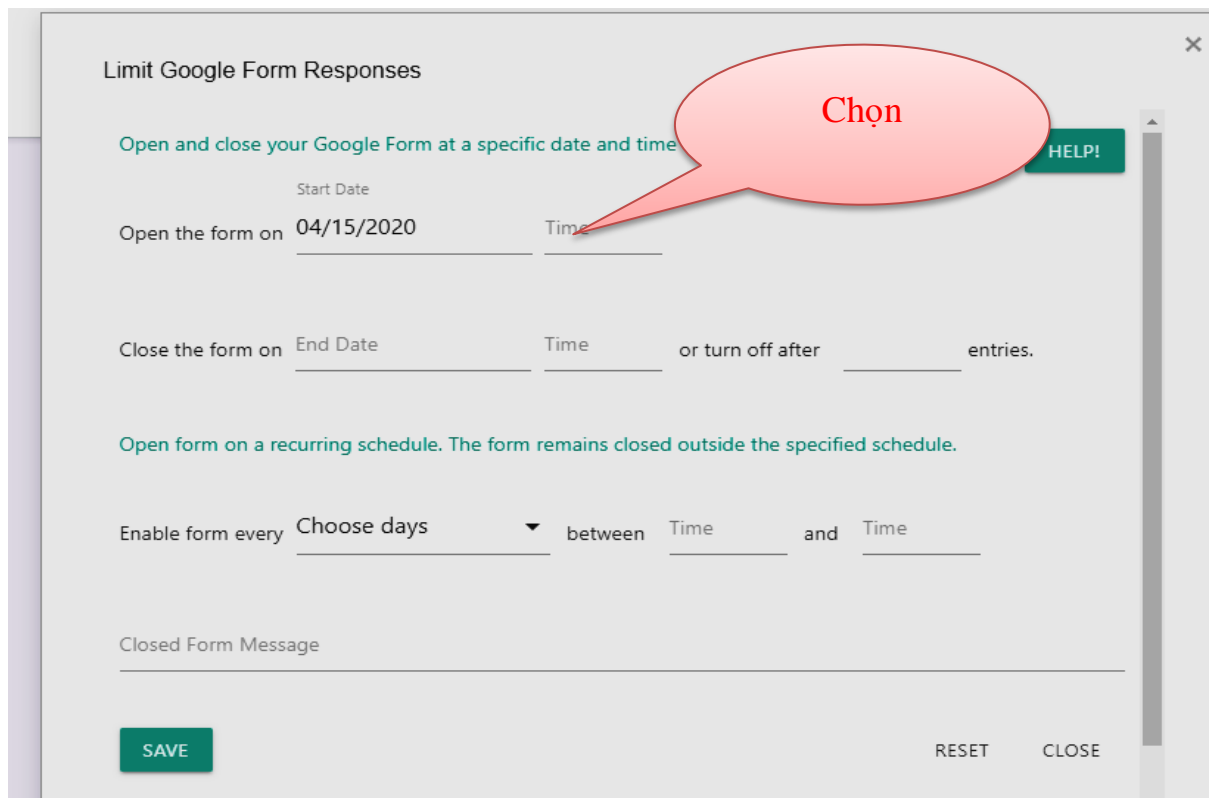 ×
Limit Google Form Responses
Chọn
Open and close your Google Form at a specific date and time
HELP!
Start Date
Open the form on 04/15/2020 Time
Close the form on End Date Time or turn off after entries.
Open form on a recurring schedule. The form remains closed outside the specified schedule.
Enable form every Choose days between Time and Time
Closed Form Message
SAVE RESET CLOSE